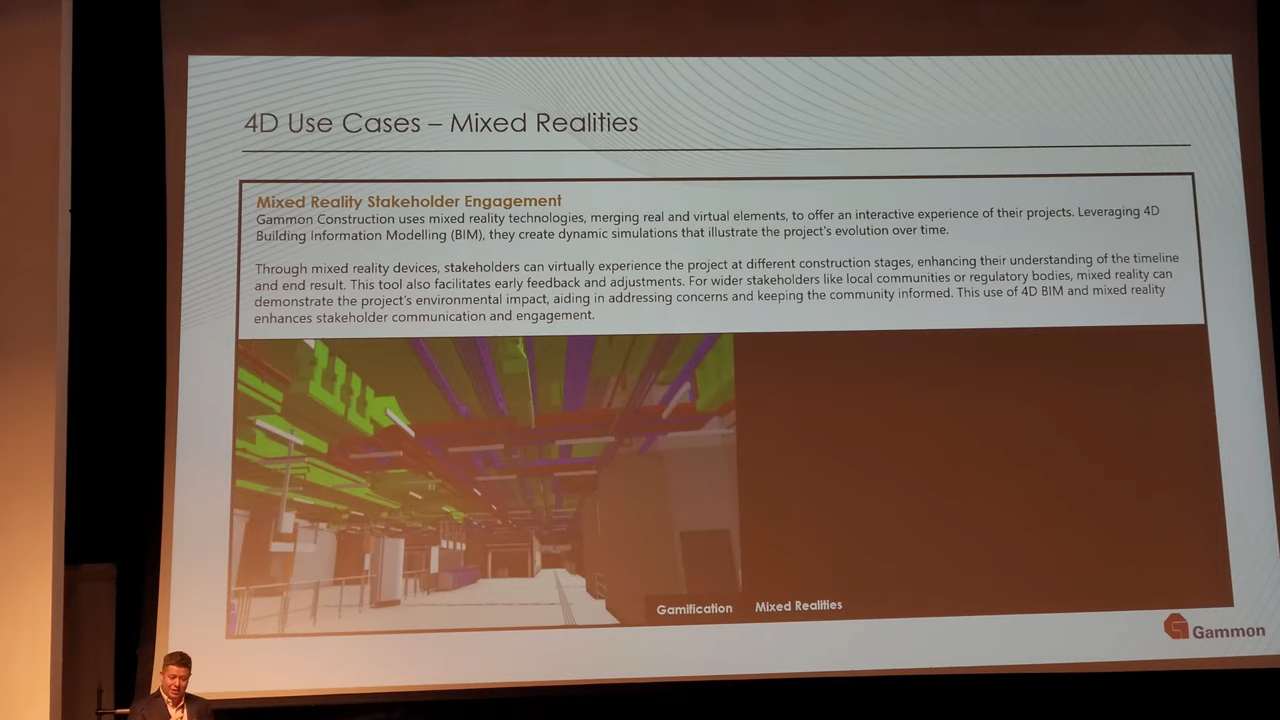 4D Use Cases – Mixed Realities
Mixed Reality Stakeholder Engagement
Gammon Construction uses mixed reality technologies, merging real and virtual elements, to offer an interactive experience of their projects. Leveraging 4D
Building Information Modelling (BIM), they create dynamic simulations that illustrate the project's evolution over time.
Through mixed reality devices, stakeholders can virtually experience the project at different construction stages, enhancing their understanding of the timeline
and end result. This tool also facilitates early feedback and adjustments. For wider stakeholders like local communities or regulatory bodies, mixed reality can
demonstrate the project's environmental impact, aiding in addressing concerns and keeping the community informed. This use of 4D BIM and mixed reality
enhances stakeholder communication and engagement.
Gamification
Mixed Realities
Gammon